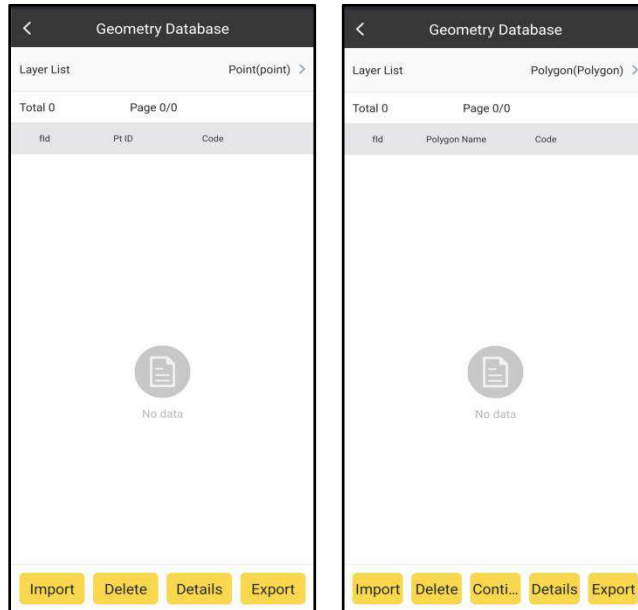 Geometry Database
Layer List Point(point) >
Total 0 Page 0/0
fId Pt ID Code
No data
Import Delete Details Export
Geometry Database
Layer List Polygon(Polygon) >
Total 0 Page 0/0
fId Polygon Name Code
No data
Import Delete Conti... Details Export